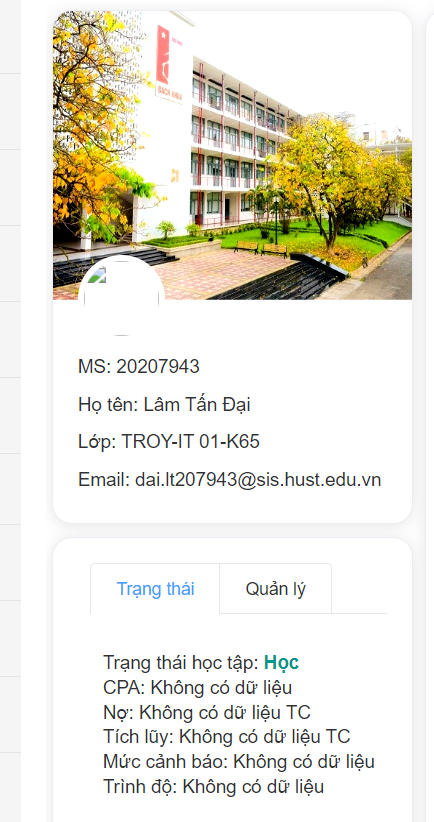 BACH KHOA
C1
MS: 20207943
Họ tên: Lâm Tấn Đại
Lớp: TROY-IT 01-K65
Email: dai.lt207943@sis.hust.edu.vn
Trạng thái
Quản lý
Trạng thái học tập: Học
CPA: Không có dữ liệu
Nợ: Không có dữ liệu TC
Tích lũy: Không có dữ liệu TC
Mức cảnh báo: Không có dữ liệu
Trình độ: Không có dữ liệu